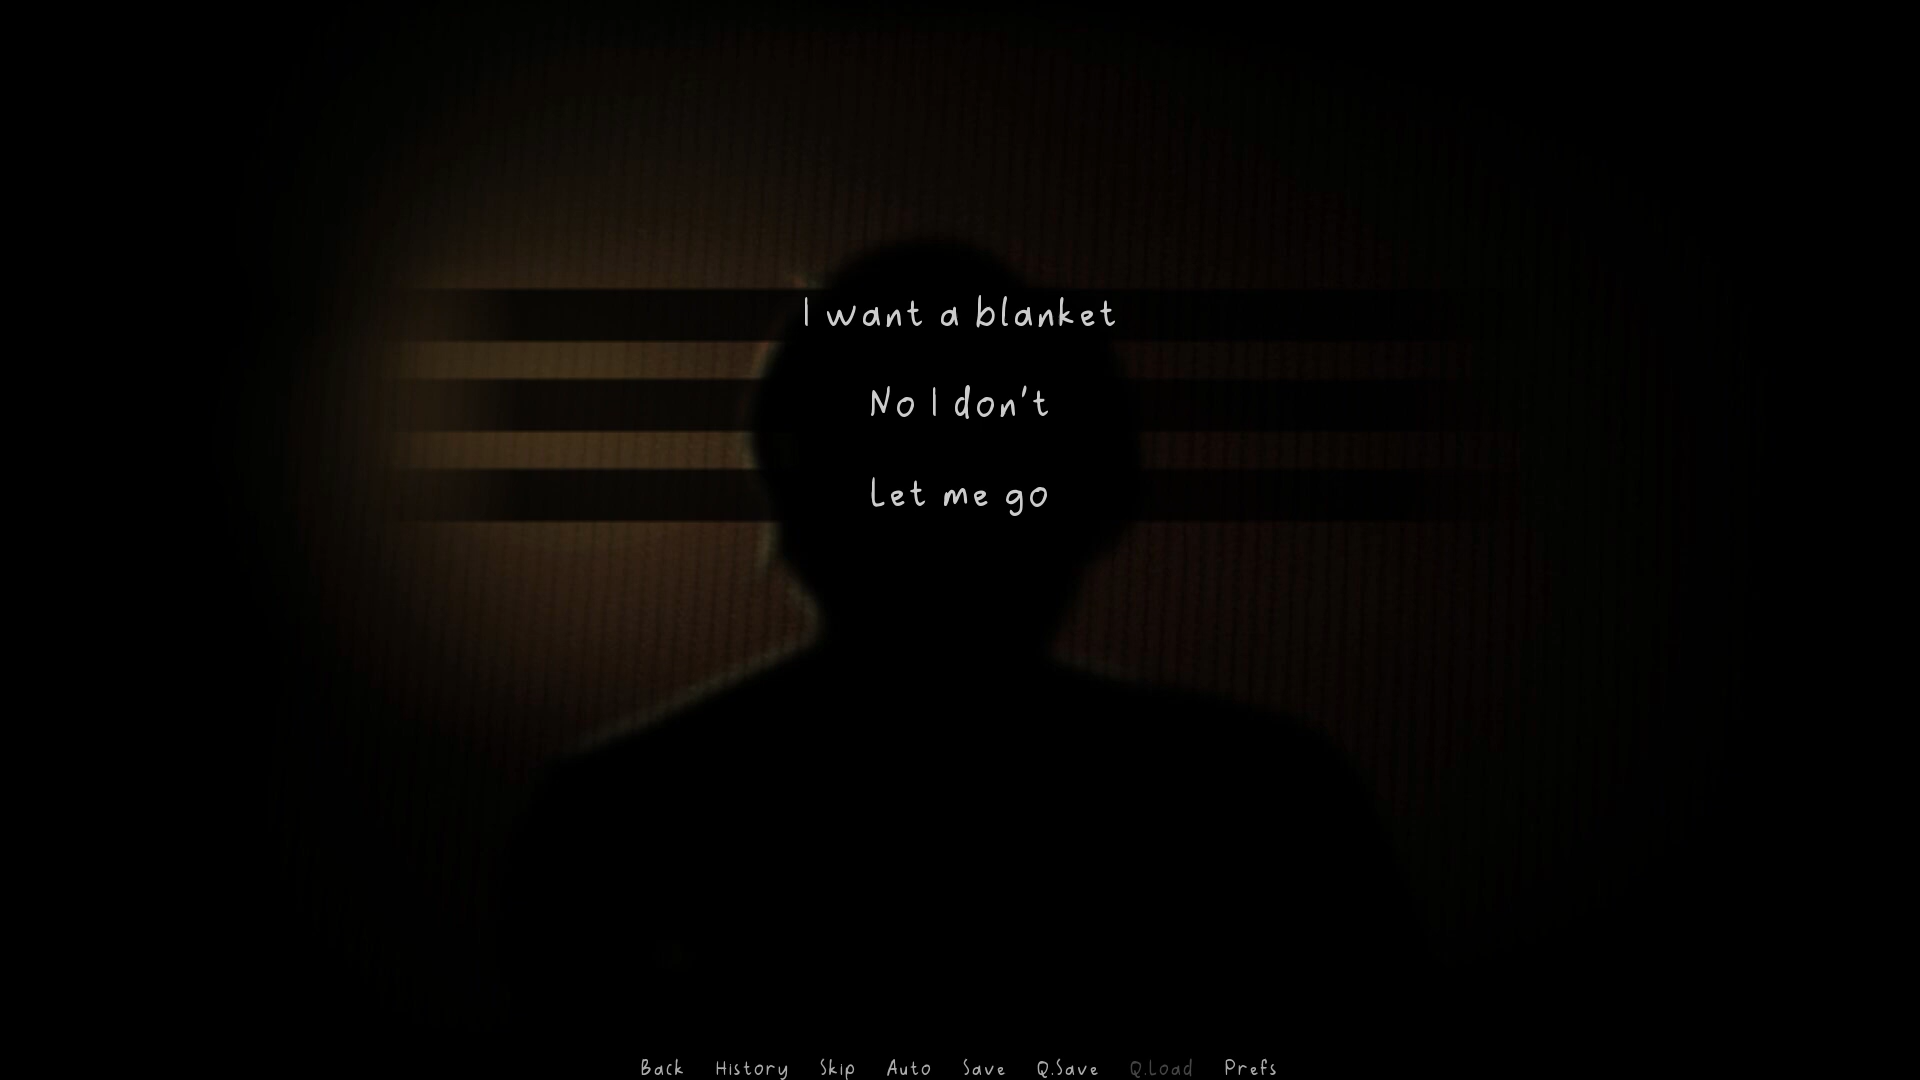 I want a blanket
No I don't
Let me go
Back History Skip Auto Save Q.Save Q.Load Prefs